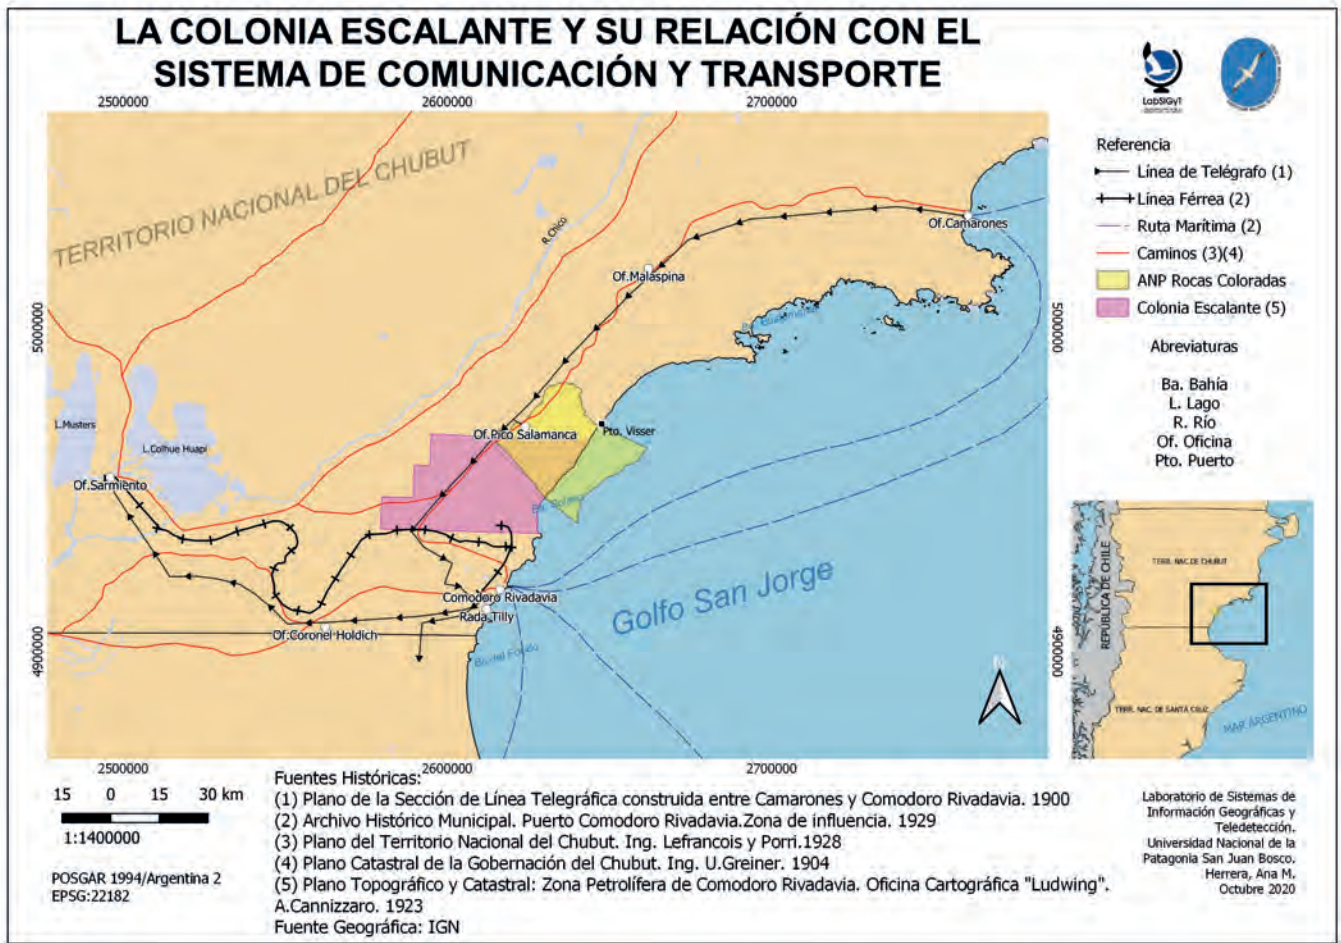 LA COLONIA ESCALANTE Y SU RELACIÓN CON EL
SISTEMA DE COMUNICACIÓN Y TRANSPORTE
2500000
2600000
2700000
LabSIGyT
Referencia
Línea de Telégrafo (1)
Línea Férrea (2)
Ruta Marítima (2)
Caminos (3)(4)
ANP Rocas Coloradas
Colonia Escalante (5)
Abreviaturas
Ba. Bahía
L. Lago
R. Río
Of. Oficina
Pto. Puerto
TERRITORIO NACIONAL DEL CHUBUT
R. Chico
Of.Camarones
Of.Malaspina
5000000
5000000
L.Musters
L.Colhue Huapi
Of.Pico Salamanca
Pto. Visser
Of.Sarmiento
Comodoro Rivadavia
Rada Tilly
Of.Coronel Holdich
Golfo San Jorge
4900000
4900000
REPÚBLICA DE CHILE
TERR. NAC. DE CHUBUT
TERR. NAC. DE SANTA CRUZ
MAR ARGENTINO
2500000
2600000
2700000
15 0 15 30 km
1:1400000
POSGAR 1994/Argentina 2
EPSG:22182
Fuentes Históricas:
(1) Plano de la Sección de Línea Telegráfica construida entre Camarones y Comodoro Rivadavia. 1900
(2) Archivo Histórico Municipal. Puerto Comodoro Rivadavia.Zona de influencia. 1929
(3) Plano del Territorio Nacional del Chubut. Ing. Lefrancois y Porri.1928
(4) Plano Catastral de la Gobernación del Chubut. Ing. U.Greiner. 1904
(5) Plano Topográfico y Catastral: Zona Petrolífera de Comodoro Rivadavia. Oficina Cartográfica "Ludwing".
A.Cannizzaro. 1923
Fuente Geográfica: IGN
Laboratorio de Sistemas de
Información Geográficas y
Teledetección.
Universidad Nacional de la
Patagonia San Juan Bosco.
Herrera, Ana M.
Octubre 2020